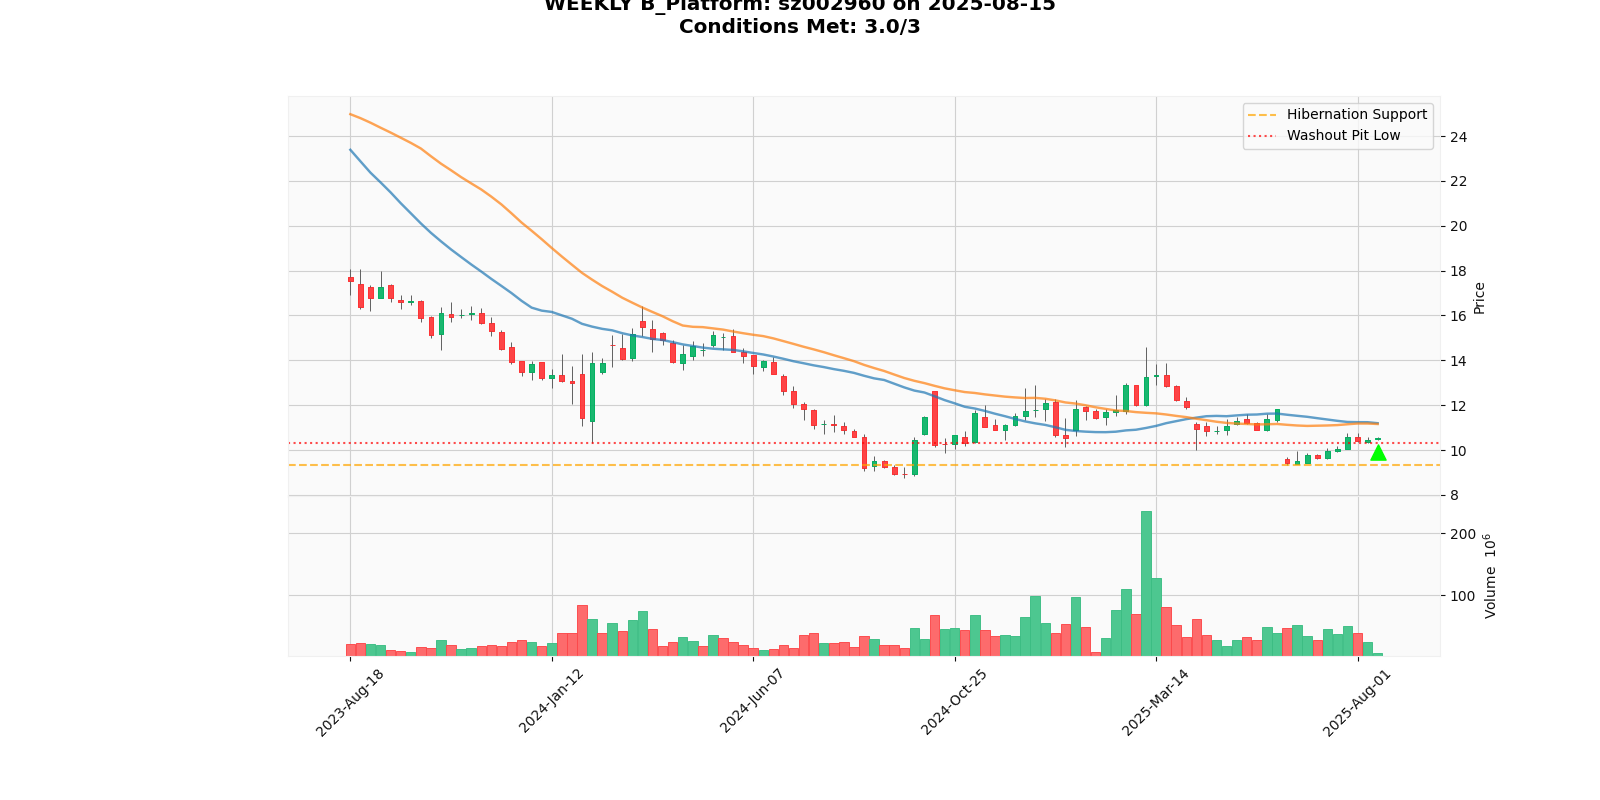 WEEKLY B_Platform: sz002960 on 2025-08-15
Conditions Met: 3.0/3
Hibernation Support
Washout Pit Low
24
22
20
18
16
14
12
10
8
Price
200
100
Volume 10⁶
2023-Aug-18
2024-Jan-12
2024-Jun-07
2024-Oct-25
2025-Mar-14
2025-Aug-01